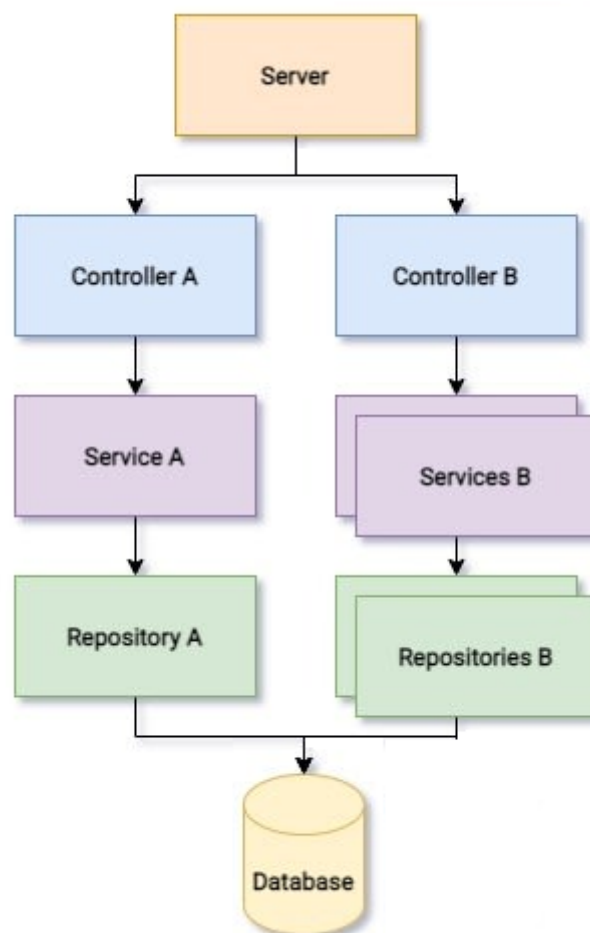 Server
Controller A
Controller B
Service A
Services B
Repository A
Repositories B
Database